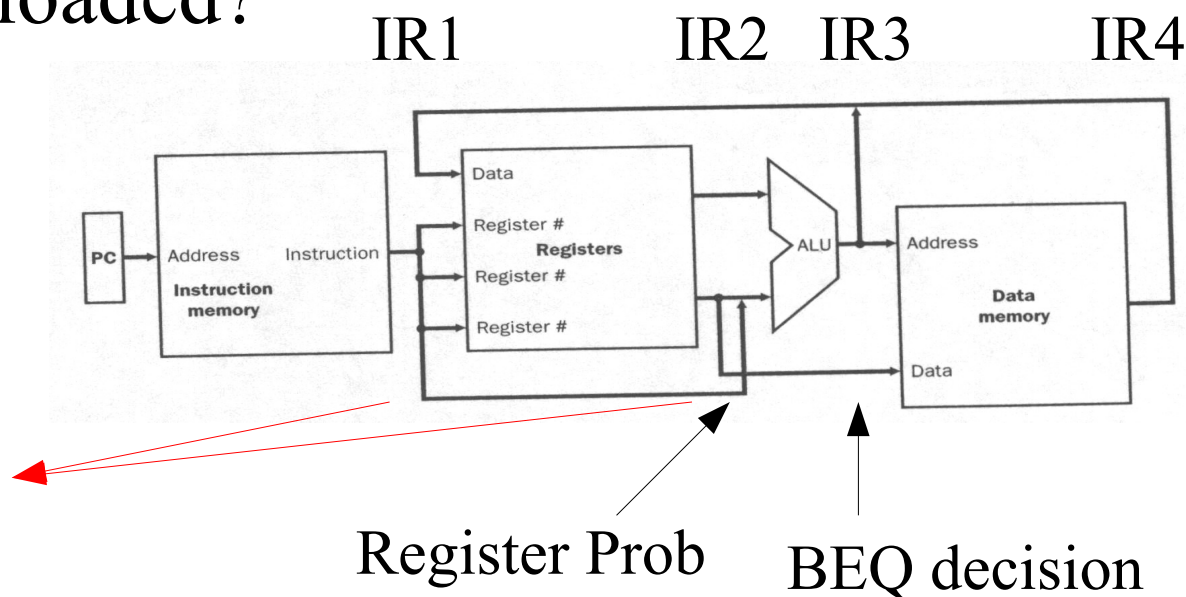 loaded?
IR1 IR2 IR3 IR4
Data
Register #
Registers
Register #
Register #
PC
Address
Instruction
Instruction
memory
ALU
Address
Data
memory
Data
Register Prob
BEQ decision